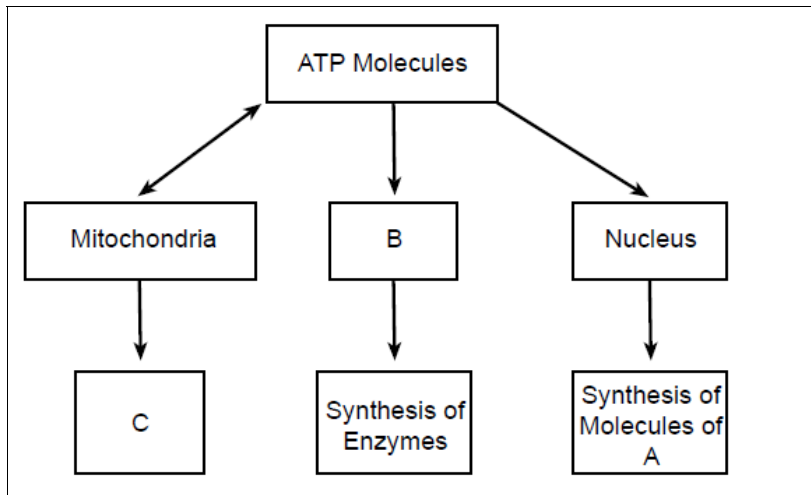 ATP Molecules
Mitochondria
B
Nucleus
C
Synthesis of
Enzymes
Synthesis of
Molecules of
A